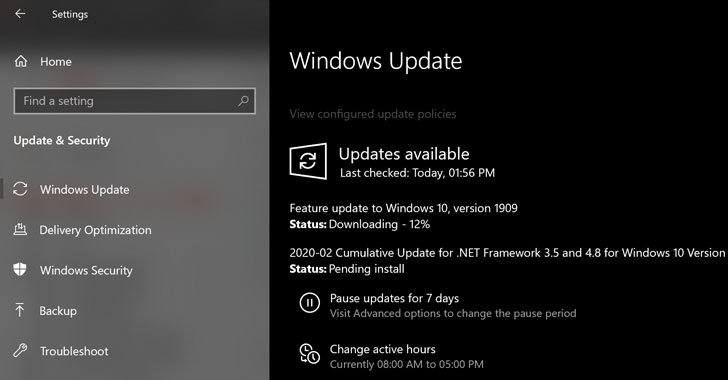 Settings
Home
Find a setting
Update & Security
Windows Update
Delivery Optimization
Windows Security
Backup
Troubleshoot
Windows Update
View configured update policies
Updates available
Last checked: Today, 01:56 PM
Feature update to Windows 10, version 1909
Status: Downloading - 12%
2020-02 Cumulative Update for .NET Framework 3.5 and 4.8 for Windows 10 Version
Status: Pending install
Pause updates for 7 days
Visit Advanced options to change the pause period
Change active hours
Currently 08:00 AM to 05:00 PM